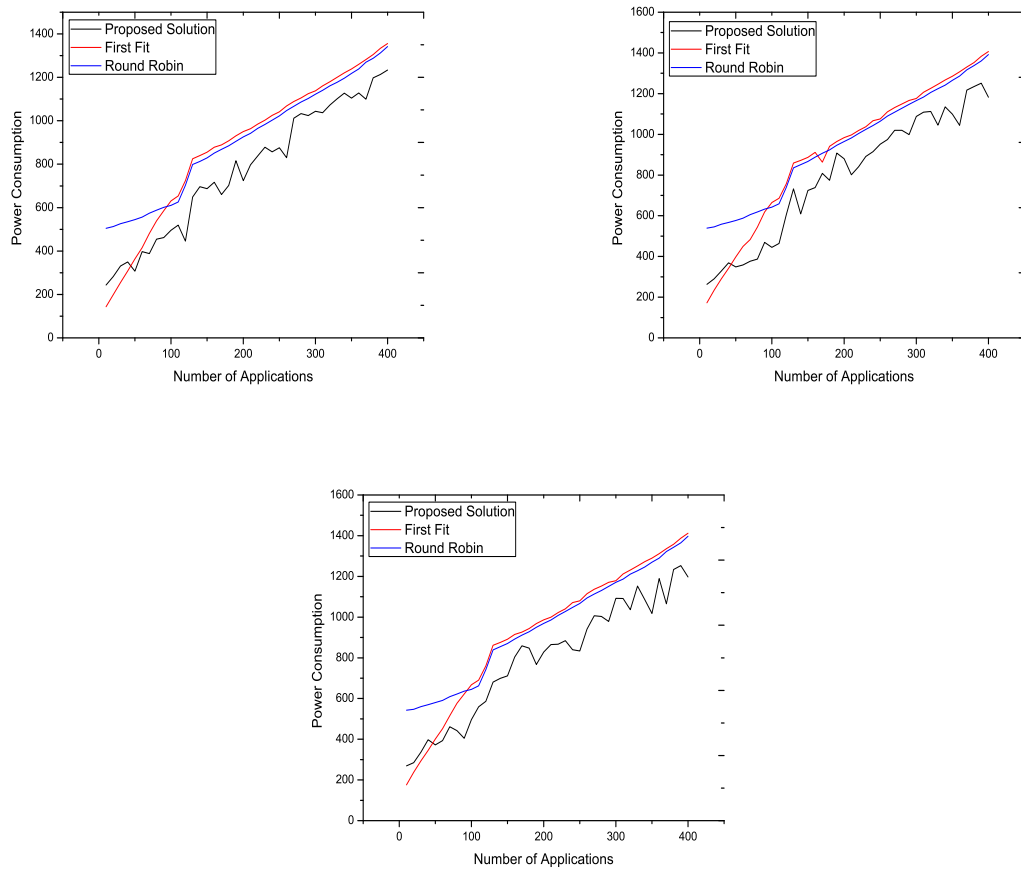 Proposed Solution
First Fit
Round Robin
Power Consumption
1400
1200
1000
800
600
400
200
0
0 100 200 300 400
Number of Applications
Proposed Solution
First Fit
Round Robin
Power Consumption
1600
1400
1200
1000
800
600
400
200
0
0 100 200 300 400
Number of Applications
Proposed Solution
First Fit
Round Robin
Power Consumption
1600
1400
1200
1000
800
600
400
200
0
0 100 200 300 400
Number of Applications